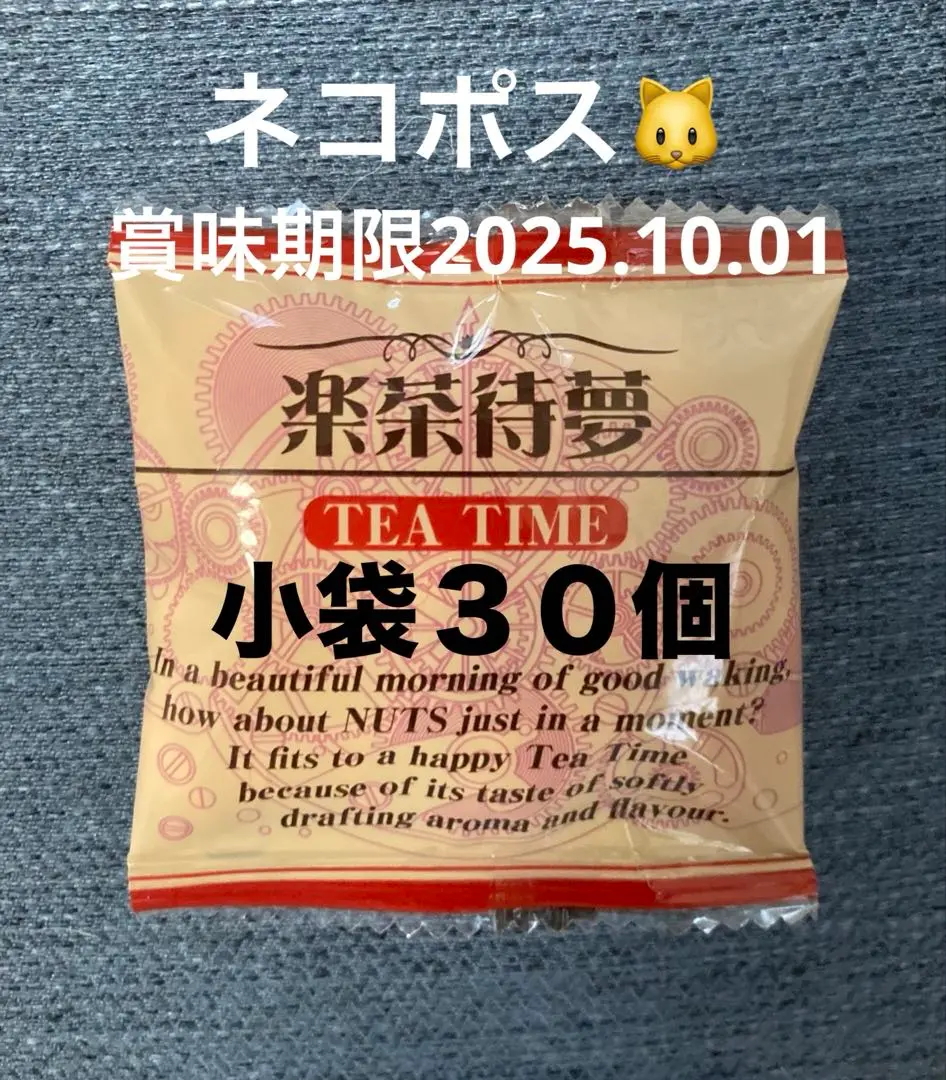 ネコポス🐱
賞味期限2025.10.01
楽茶待夢
TEA TIME
小袋30個
In a beautiful morning of good waking,
how about NUTS just in a moment?
It fits to a happy Tea Time
because of its taste of softly
drafting aroma and flavour.